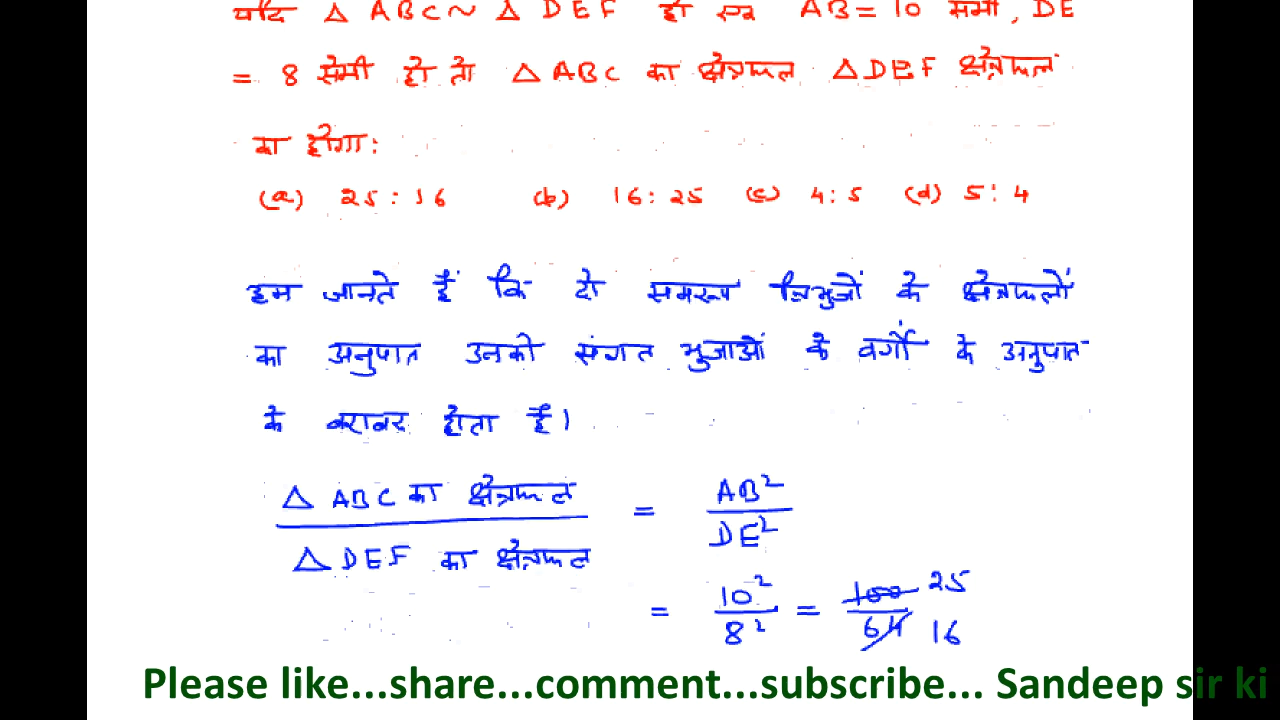 यदि △ ABC ~ △ DEF हो एवं AB = 10 सेमी, DE
= 8 सेमी हो तो △ ABC का क्षेत्रफल △ DEF क्षेत्रफल
का होगा:
(a) 25 : 16 (b) 16 : 25 (c) 4 : 5 (d) 5 : 4
हम जानते हैं कि दो समरूप त्रिभुजों के क्षेत्रफलों
का अनुपात उनकी संगत भुजाओं के वर्गों के अनुपात
के बराबर होता है।
△ ABC का क्षेत्रफल / △ DEF का क्षेत्रफल = AB² / DE²
= 10² / 8² = 100 / 64 25 / 16
Please like...share...comment...subscribe... Sandeep sir ki